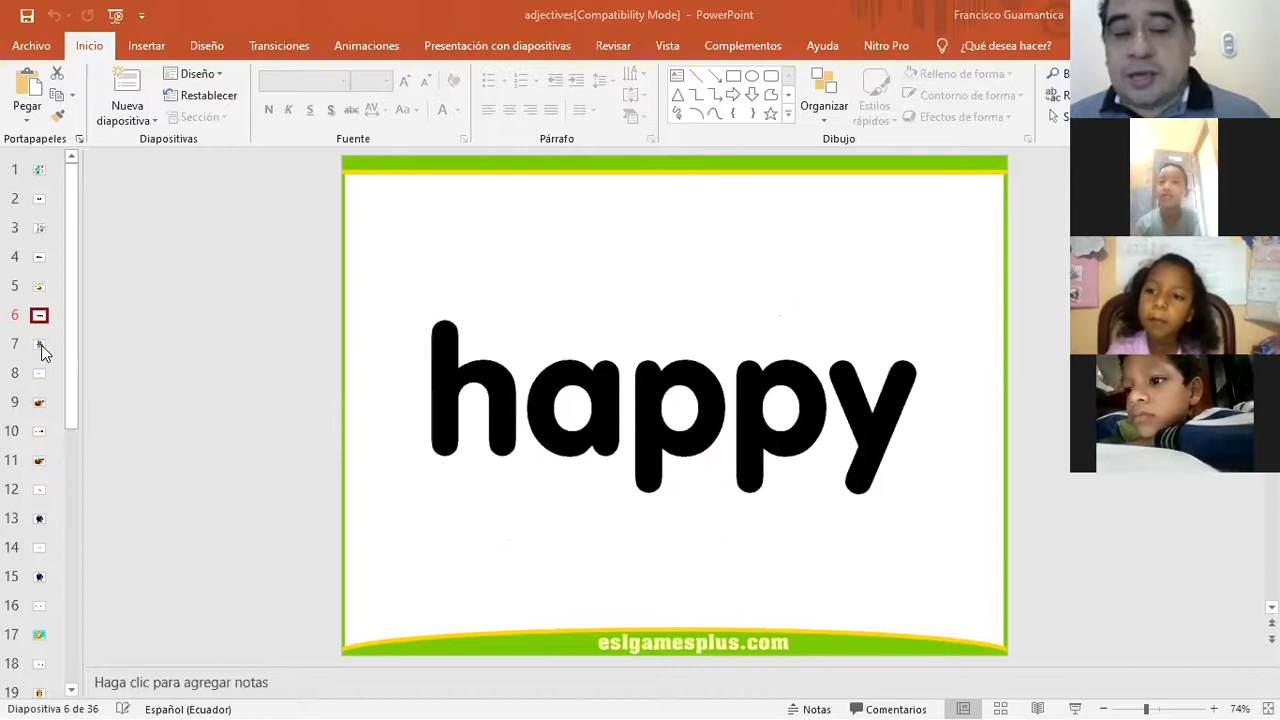 adjectives[Compatibility Mode] - PowerPoint
Francisco Guamantica
Archivo
Inicio
Insertar
Diseño
Transiciones
Animaciones
Presentación con diapositivas
Revisar
Vista
Complementos
Ayuda
Nitro Pro
¿Qué desea hacer?
Pegar
Nueva
diapositiva
Diseño
Restablecer
Sección
N K S abc AV Aa A
Organizar
Estilos
rápidos
Relleno de forma
Contorno de forma
Efectos de forma
B
R
S
Portapapeles
Diapositivas
Fuente
Párrafo
Dibujo
1
2
3
4
5
6
7
8
9
10
11
12
13
14
15
16
17
18
19
happy
eslgamesplus.com
Haga clic para agregar notas
Diapositiva 6 de 36
Español (Ecuador)
Notas
Comentarios
74%